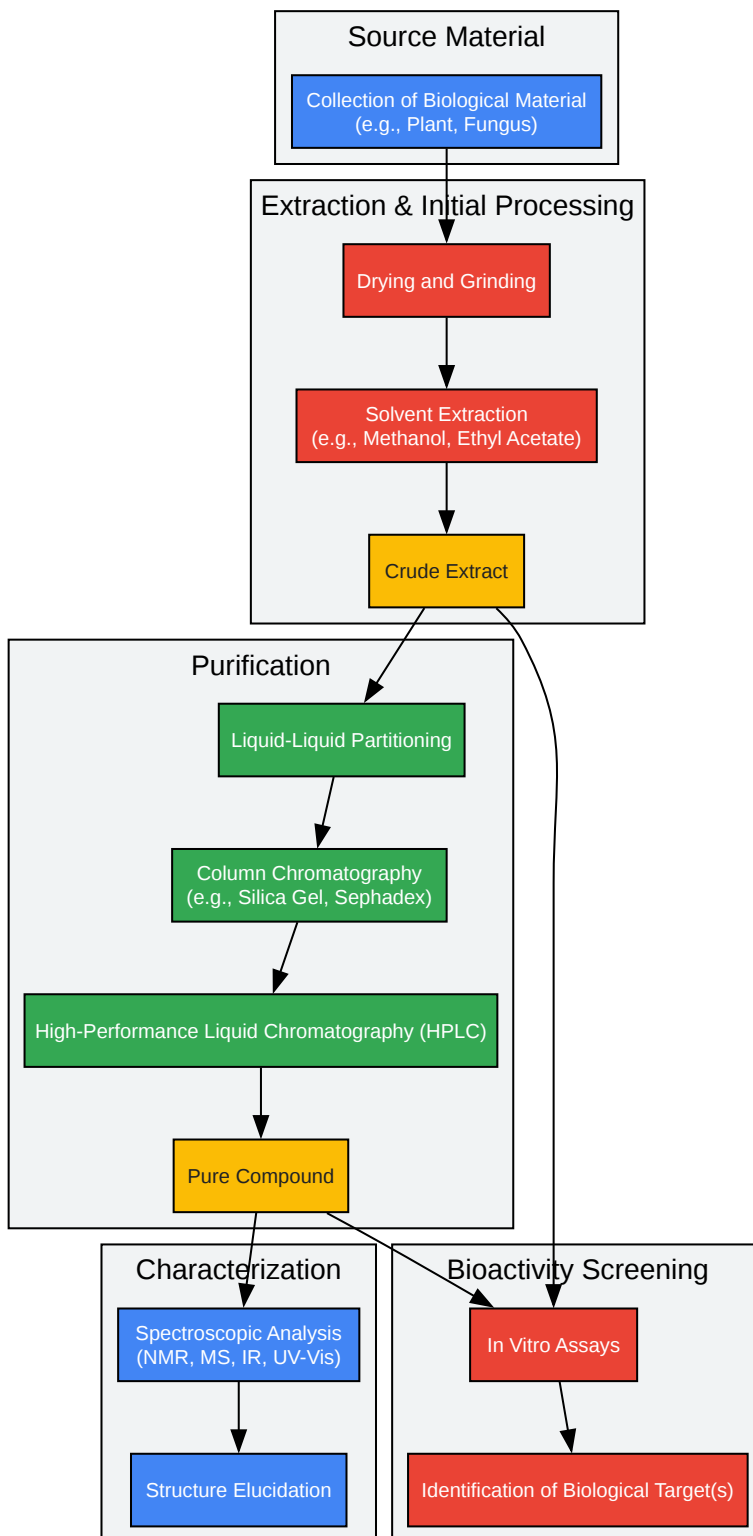 Source Material
Collection of Biological Material
(e.g., Plant, Fungus)
Extraction & Initial Processing
Drying and Grinding
Solvent Extraction
(e.g., Methanol, Ethyl Acetate)
Crude Extract
Purification
Liquid-Liquid Partitioning
Column Chromatography
(e.g., Silica Gel, Sephadex)
High-Performance Liquid Chromatography (HPLC)
Pure Compound
Characterization
Spectroscopic Analysis
(NMR, MS, IR, UV-Vis)
Structure Elucidation
Bioactivity Screening
In Vitro Assays
Identification of Biological Target(s)